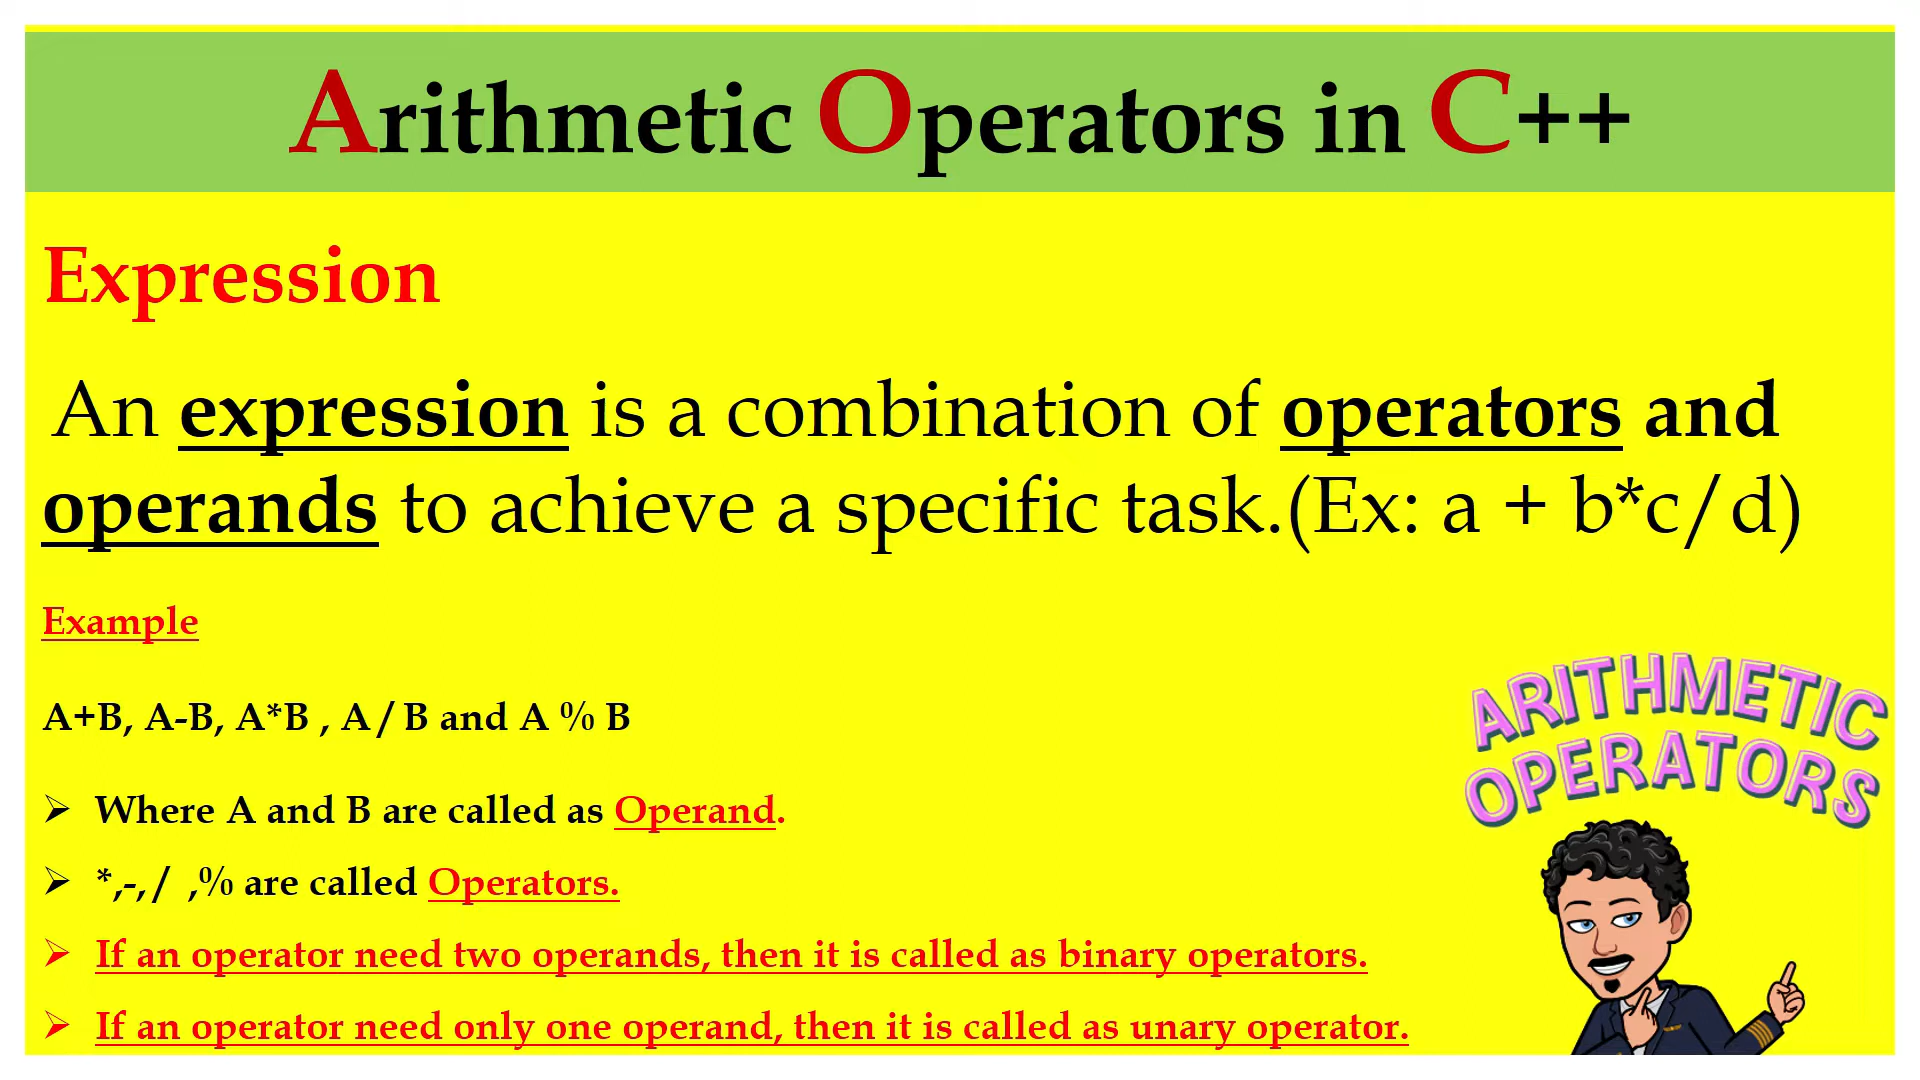 Arithmetic Operators in C++
Expression
An expression is a combination of operators and
operands to achieve a specific task.(Ex: a + b*c/d)
Example
A+B, A-B, A*B , A / B and A % B
➢ Where A and B are called as Operand.
➢ *,-, / ,% are called Operators.
➢ If an operator need two operands, then it is called as binary operators.
➢ If an operator need only one operand, then it is called as unary operator.
ARITHMETIC
OPERATORS